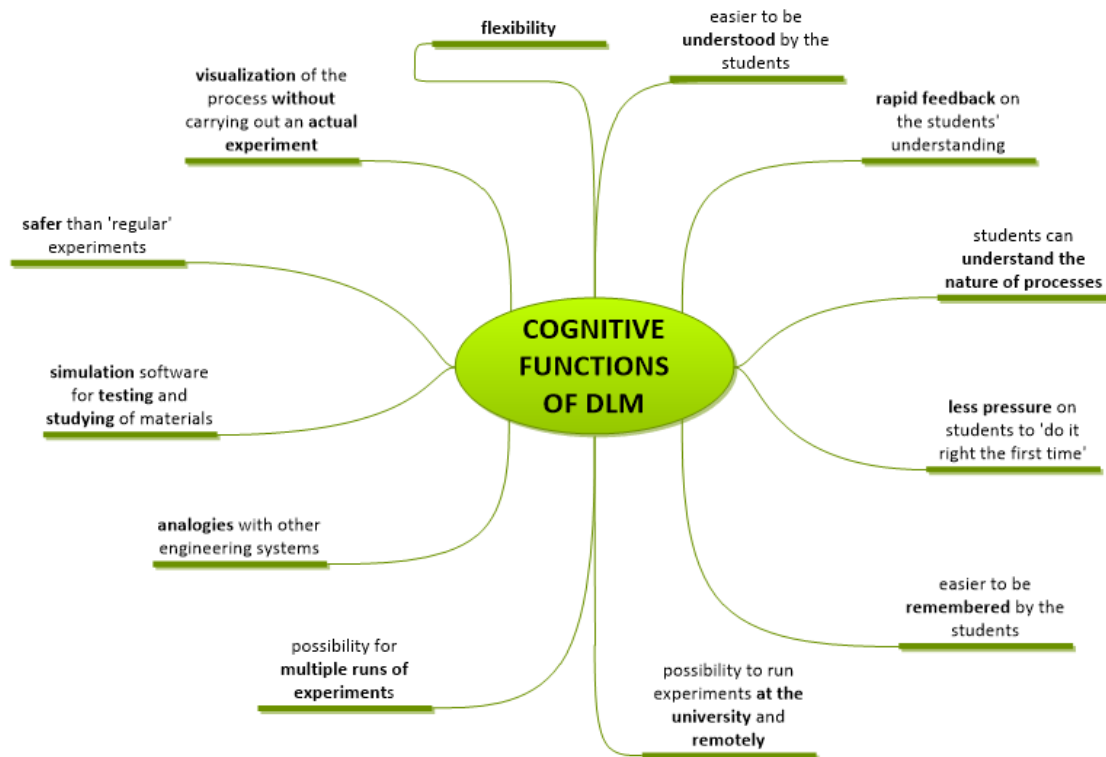 flexibility
easier to be
understood by the
students
rapid feedback on
the students'
understanding
students can
understand the
nature of processes
less pressure on
students to 'do it
right the first time'
easier to be
remembered by the
students
possibility to run
experiments at the
university and
remotely
possibility for
multiple runs of
experiments
analogies with other
engineering systems
simulation software
for testing and
studying of materials
safer than 'regular'
experiments
visualization of the
process without
carrying out an actual
experiment
COGNITIVE
FUNCTIONS
OF DLM